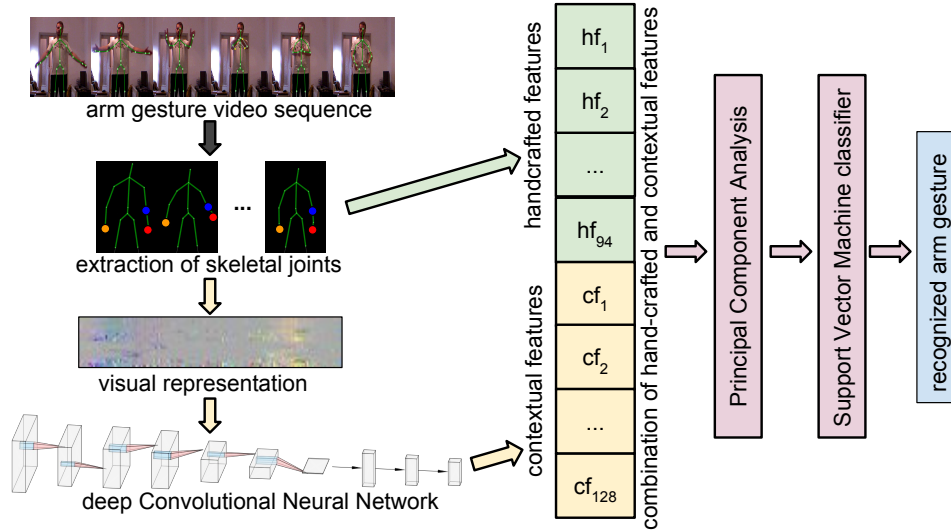 arm gesture video sequence
...
extraction of skeletal joints
visual representation
deep Convolutional Neural Network
handcrafted features
contextual features
hf1
hf2
...
hf94
cf1
cf2
...
cf128
combination of hand-crafted and contextual features
Principal Component Analysis
Support Vector Machine classifier
recognized arm gesture